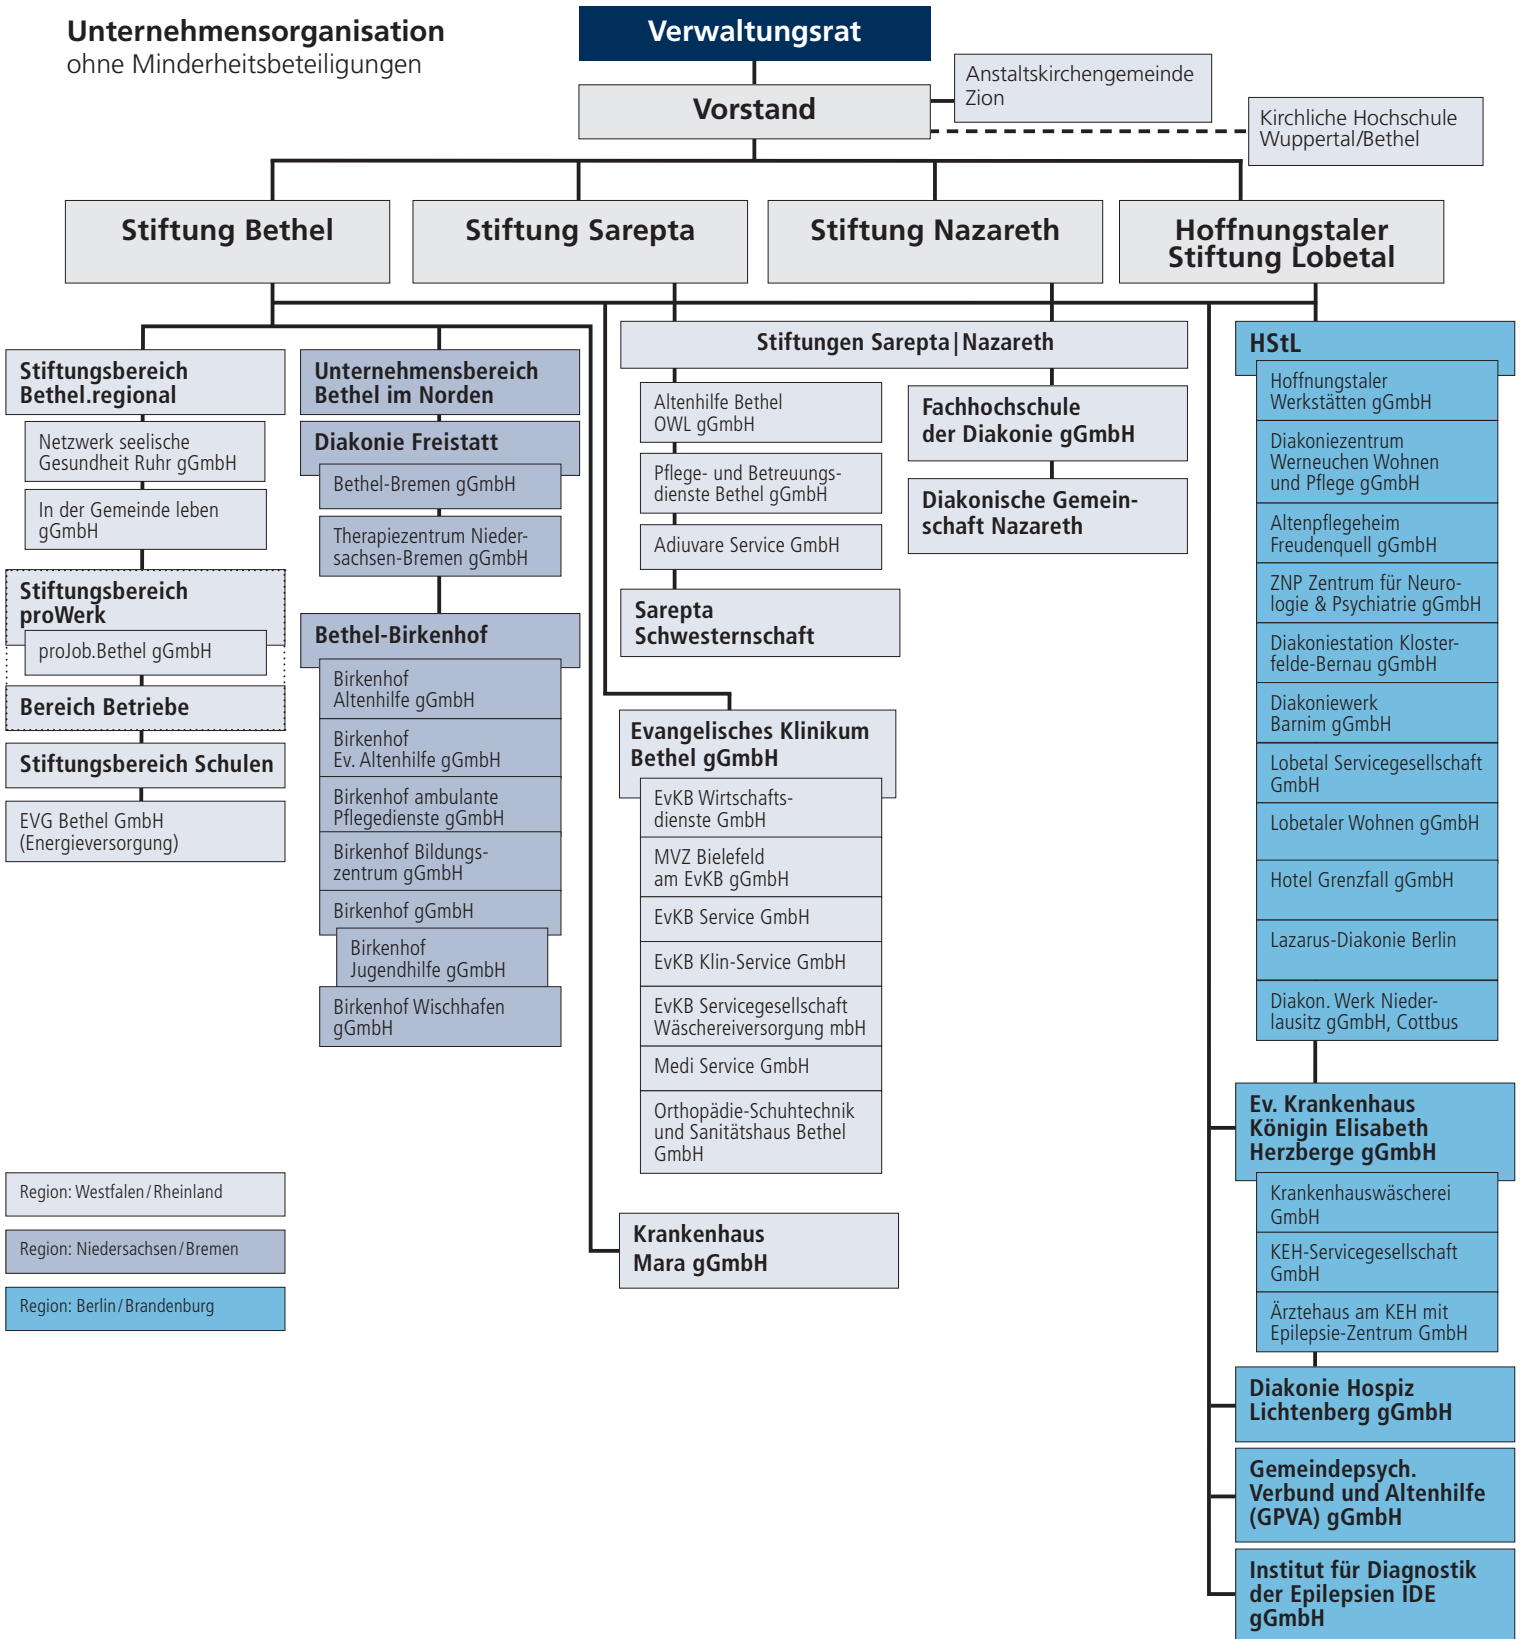 Unternehmensorganisation
ohne Minderheitsbeteiligungen
Verwaltungsrat
Vorstand
Anstaltskirchengemeinde
Zion
Kirchliche Hochschule
Wuppertal/Bethel
Stiftung Bethel
Stiftung Sarepta
Stiftung Nazareth
Hoffnungstaler
Stiftung Lobetal
Stiftungsbereich
Bethel.regional
Netzwerk seelische
Gesundheit Ruhr gGmbH
In der Gemeinde leben
gGmbH
Stiftungsbereich
proWerk
proJob.Bethel gGmbH
Bereich Betriebe
Stiftungsbereich Schulen
EVG Bethel GmbH
(Energieversorgung)
Unternehmensbereich
Bethel im Norden
Diakonie Freistatt
Bethel-Bremen gGmbH
Therapiezentrum Nieder-
sachsen-Bremen gGmbH
Bethel-Birkenhof
Birkenhof
Altenhilfe gGmbH
Birkenhof
Ev. Altenhilfe gGmbH
Birkenhof ambulante
Pflegedienste gGmbH
Birkenhof Bildungs-
zentrum gGmbH
Birkenhof gGmbH
Birkenhof
Jugendhilfe gGmbH
Birkenhof Wischhafen
gGmbH
Stiftungen Sarepta|Nazareth
Altenhilfe Bethel
OWL gGmbH
Pflege- und Betreuungs-
dienste Bethel gGmbH
Adiuvare Service GmbH
Sarepta
Schwesternschaft
Fachhochschule
der Diakonie gGmbH
Diakonische Gemein-
schaft Nazareth
Evangelisches Klinikum
Bethel gGmbH
EvKB Wirtschafts-
dienste GmbH
MVZ Bielefeld
am EvKB gGmbH
EvKB Service GmbH
EvKB Klin-Service GmbH
EvKB Servicegesellschaft
Wäschereiversorgung mbH
Medi Service GmbH
Orthopädie-Schuhtechnik
und Sanitätshaus Bethel
GmbH
Krankenhaus
Mara gGmbH
HStL
Hoffnungstaler
Werkstätten gGmbH
Diakoniezentrum
Werneuchen Wohnen
und Pflege gGmbH
Altenpflegeheim
Freudenquell gGmbH
ZNP Zentrum für Neuro-
logie & Psychiatrie gGmbH
Diakoniestation Kloster-
felde-Bernau gGmbH
Diakoniewerk
Barnim gGmbH
Lobetal Servicegesellschaft
GmbH
Lobetaler Wohnen gGmbH
Hotel Grenzfall gGmbH
Lazarus-Diakonie Berlin
Diakon. Werk Nieder-
lausitz gGmbH, Cottbus
Ev. Krankenhaus
Königin Elisabeth
Herzberge gGmbH
Krankenhauswäscherei
GmbH
KEH-Servicegesellschaft
GmbH
Ärztehaus am KEH mit
Epilepsie-Zentrum GmbH
Diakonie Hospiz
Lichtenberg gGmbH
Gemeindepsych.
Verbund und Altenhilfe
(GPVA) gGmbH
Institut für Diagnostik
der Epilepsien IDE
gGmbH
Region: Westfalen/Rheinland
Region: Niedersachsen/Bremen
Region: Berlin/Brandenburg